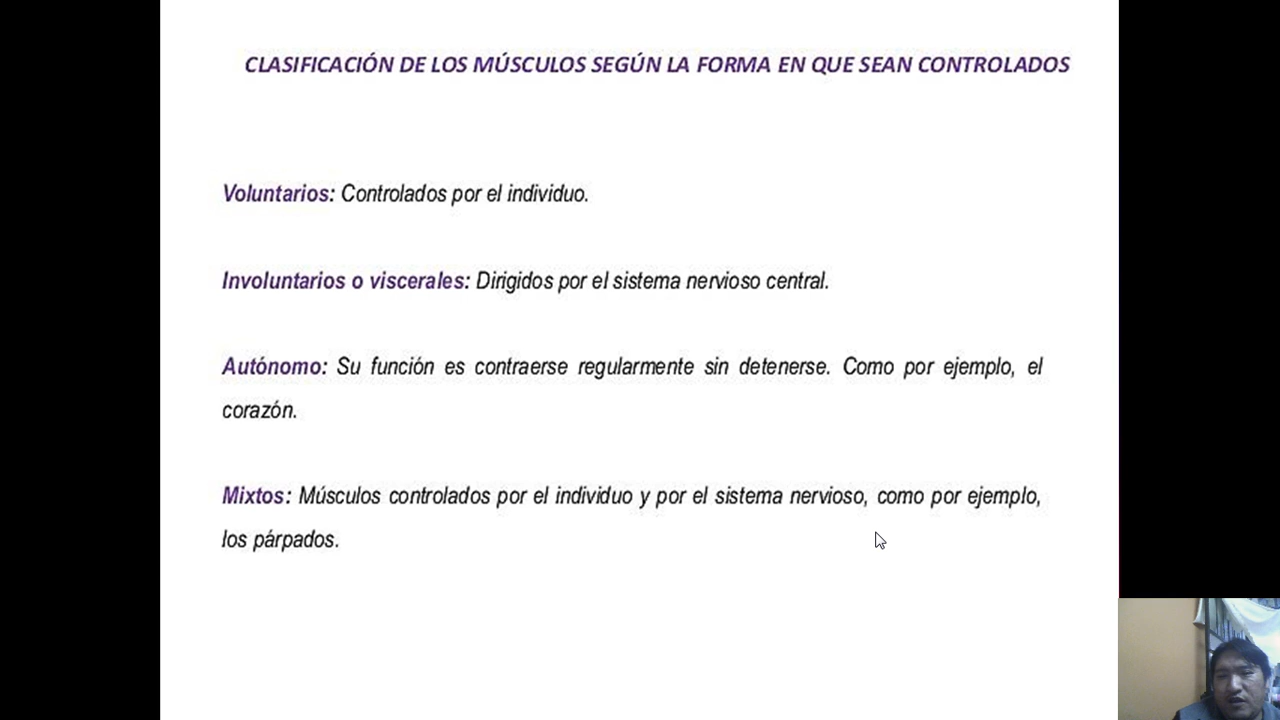 CLASIFICACIÓN DE LOS MÚSCULOS SEGÚN LA FORMA EN QUE SEAN CONTROLADOS
Voluntarios: Controlados por el individuo.
Involuntarios o viscerales: Dirigidos por el sistema nervioso central.
Autónomo: Su función es contraerse regularmente sin detenerse. Como por ejemplo, el
corazón.
Mixtos: Músculos controlados por el individuo y por el sistema nervioso, como por ejemplo,
los párpados.